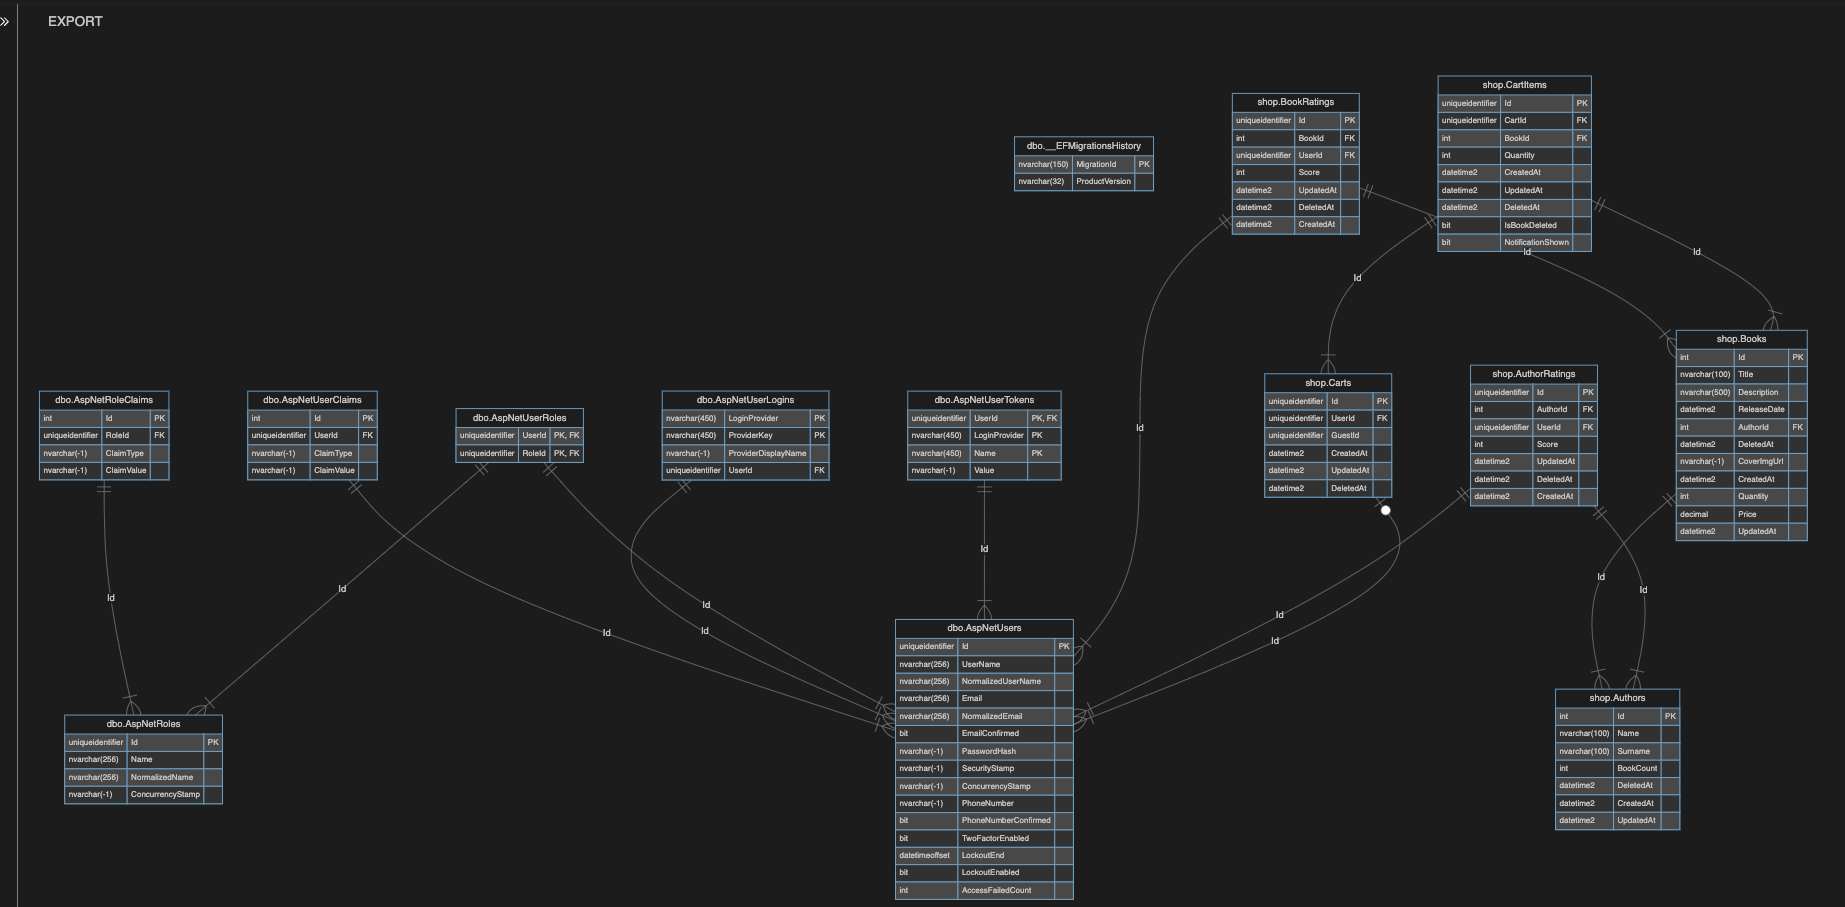 EXPORT
shop.CartItems
uniqueidentifier Id PK
uniqueidentifier CartId FK
int BookId FK
int Quantity
datetime2 CreatedAt
datetime2 UpdatedAt
datetime2 DeletedAt
bit IsBookDeleted
bit NotificationShown
shop.BookRatings
uniqueidentifier Id PK
int BookId FK
uniqueidentifier UserId FK
int Score
datetime2 UpdatedAt
datetime2 DeletedAt
datetime2 CreatedAt
dbo.__EFMigrationsHistory
nvarchar(150) MigrationId PK
nvarchar(32) ProductVersion
Id
Id
Id
Id
shop.Books
int Id PK
nvarchar(100) Title
nvarchar(500) Description
datetime2 ReleaseDate
int AuthorId FK
datetime2 DeletedAt
nvarchar(-1) CoverImgUrl
datetime2 CreatedAt
int Quantity
decimal Price
datetime2 UpdatedAt
shop.AuthorRatings
uniqueidentifier Id PK
int AuthorId FK
uniqueidentifier UserId FK
int Score
datetime2 UpdatedAt
datetime2 DeletedAt
datetime2 CreatedAt
shop.Carts
uniqueidentifier Id PK
uniqueidentifier UserId FK
uniqueidentifier GuestId
datetime2 CreatedAt
datetime2 UpdatedAt
datetime2 DeletedAt
dbo.AspNetRoleClaims
int Id PK
uniqueidentifier RoleId FK
nvarchar(-1) ClaimType
nvarchar(-1) ClaimValue
dbo.AspNetUserClaims
int Id PK
uniqueidentifier UserId FK
nvarchar(-1) ClaimType
nvarchar(-1) ClaimValue
dbo.AspNetUserRoles
uniqueidentifier UserId PK, FK
uniqueidentifier RoleId PK, FK
dbo.AspNetUserLogins
nvarchar(450) LoginProvider PK
nvarchar(450) ProviderKey PK
nvarchar(-1) ProviderDisplayName
uniqueidentifier UserId FK
dbo.AspNetUserTokens
uniqueidentifier UserId PK, FK
nvarchar(450) LoginProvider PK
nvarchar(450) Name PK
nvarchar(-1) Value
Id
Id
Id
Id
Id
Id
Id
Id
Id
Id
dbo.AspNetUsers
uniqueidentifier Id PK
nvarchar(256) UserName
nvarchar(256) NormalizedUserName
nvarchar(256) Email
nvarchar(256) NormalizedEmail
bit EmailConfirmed
nvarchar(-1) PasswordHash
nvarchar(-1) SecurityStamp
nvarchar(-1) ConcurrencyStamp
nvarchar(-1) PhoneNumber
bit PhoneNumberConfirmed
bit TwoFactorEnabled
datetimeoffset LockoutEnd
bit LockoutEnabled
int AccessFailedCount
shop.Authors
int Id PK
nvarchar(100) Name
nvarchar(100) Surname
int BookCount
datetime2 DeletedAt
datetime2 CreatedAt
datetime2 UpdatedAt
dbo.AspNetRoles
uniqueidentifier Id PK
nvarchar(256) Name
nvarchar(256) NormalizedName
nvarchar(-1) ConcurrencyStamp